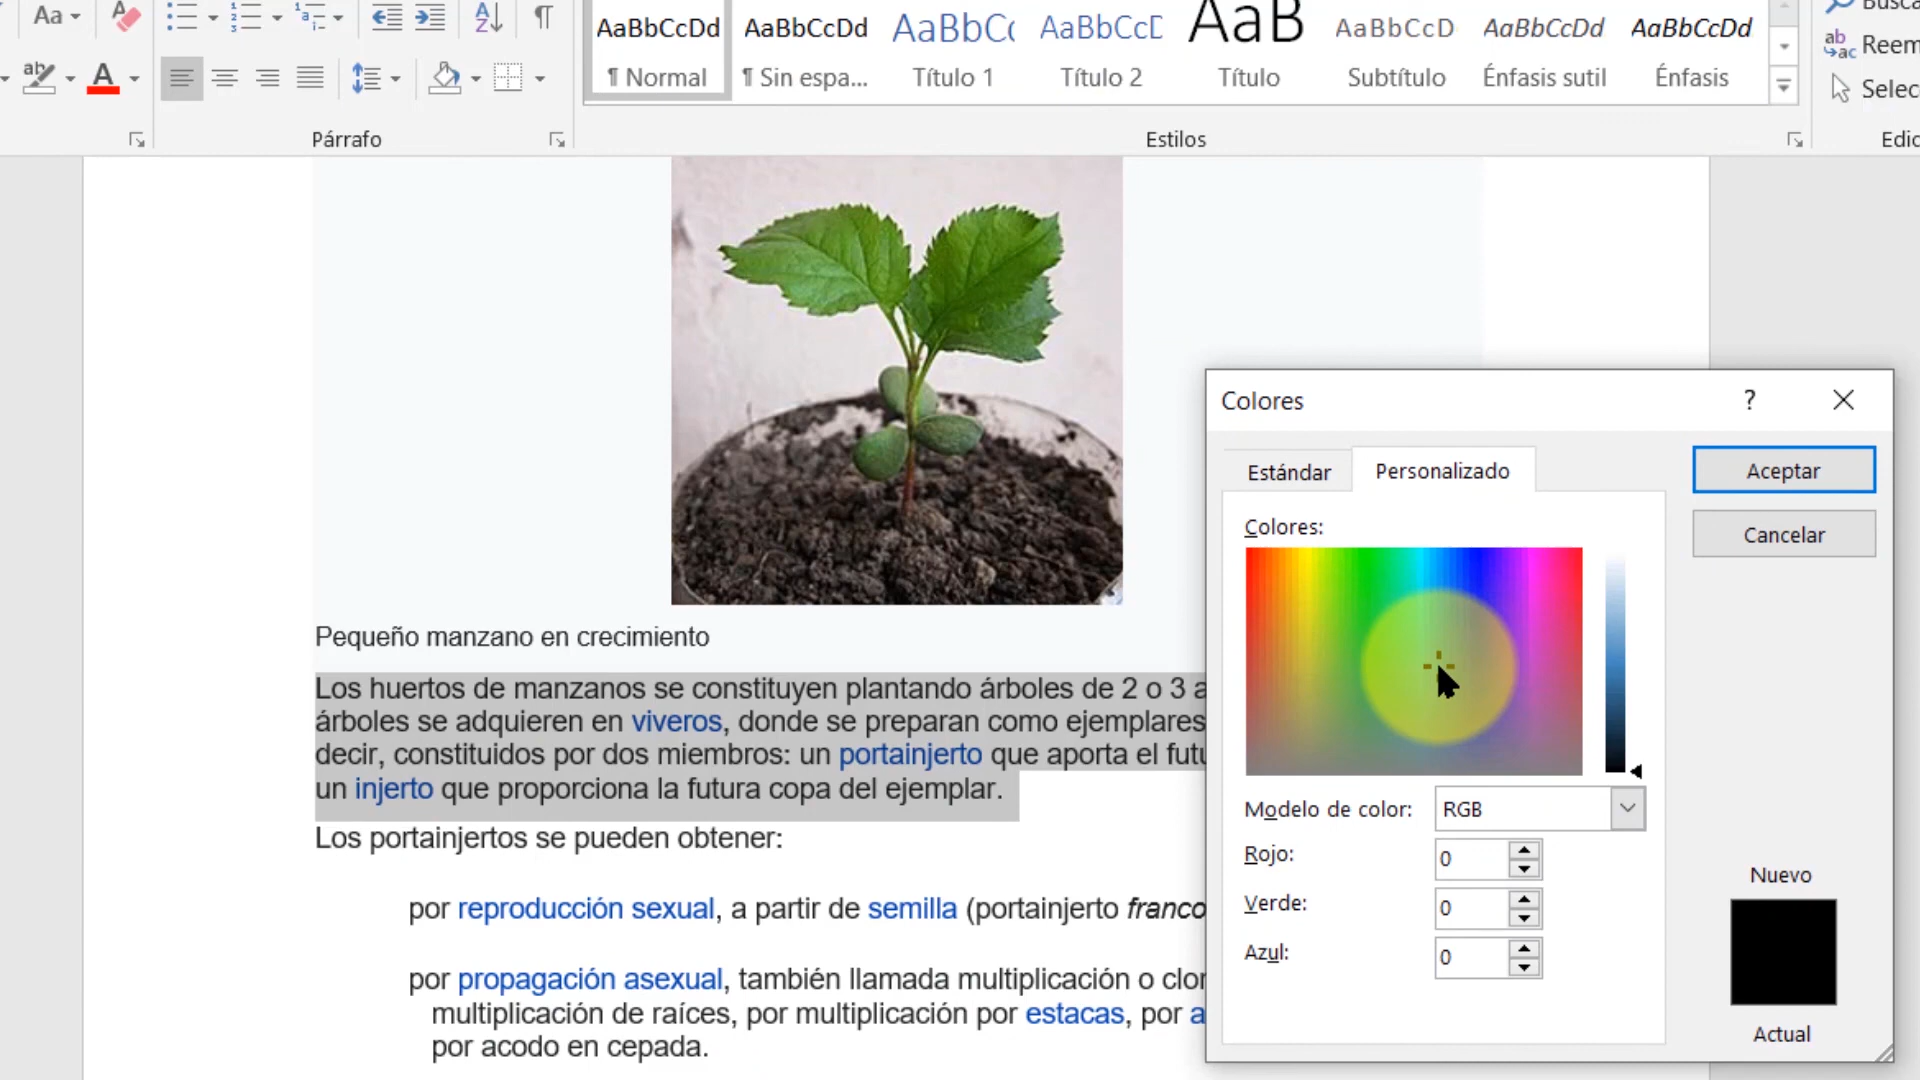 Aa
AaBbCcDd AaBbCcDd AaBbC AaBbCcD AaB AaBbCcD AaBbCcDd AaBbCcDd
¶ Normal ¶ Sin espa... Título 1 Título 2 Título Subtítulo Énfasis sutil Énfasis
Busca
Reem
Selec
Párrafo
Estilos
Edic
Pequeño manzano en crecimiento
Los huertos de manzanos se constituyen plantando árboles de 2 o 3 a
árboles se adquieren en viveros, donde se preparan como ejemplares
decir, constituidos por dos miembros: un portainjerto que aporta el futu
un injerto que proporciona la futura copa del ejemplar.
Los portainjertos se pueden obtener:
por reproducción sexual, a partir de semilla (portainjerto franco
por propagación asexual, también llamada multiplicación o clon
multiplicación de raíces, por multiplicación por estacas, por a
por acodo en cepada.
Colores
?
Estándar
Personalizado
Aceptar
Cancelar
Colores:
Modelo de color: RGB
Rojo: 0
Verde: 0
Azul: 0
Nuevo
Actual